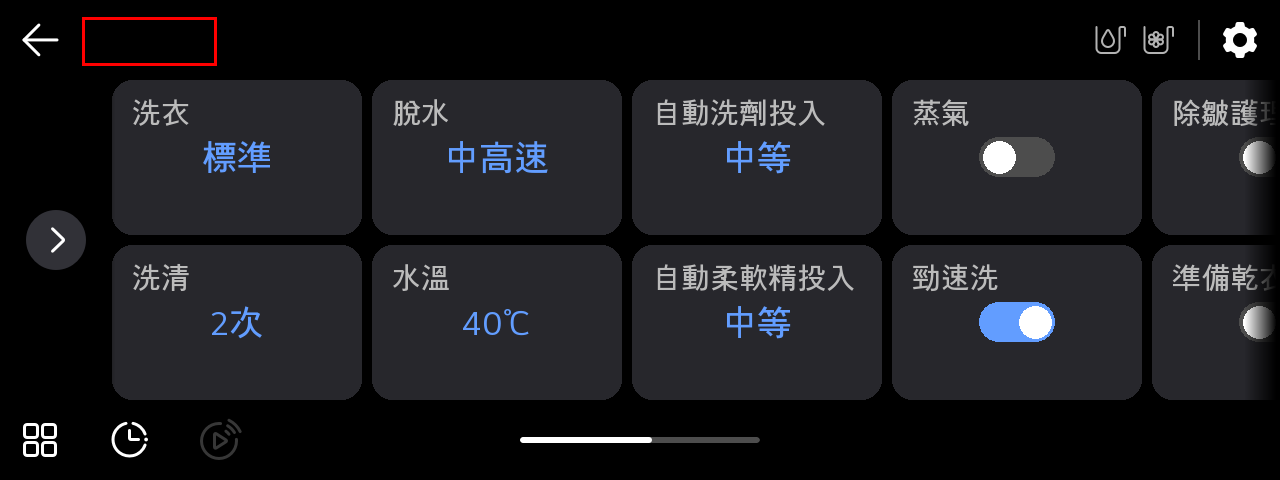 洗衣
標準
脫水
中高速
自動洗劑投入
中等
蒸氣
除皺護理
洗清
2次
水溫
40℃
自動柔軟精投入
中等
勁速洗
準備乾衣